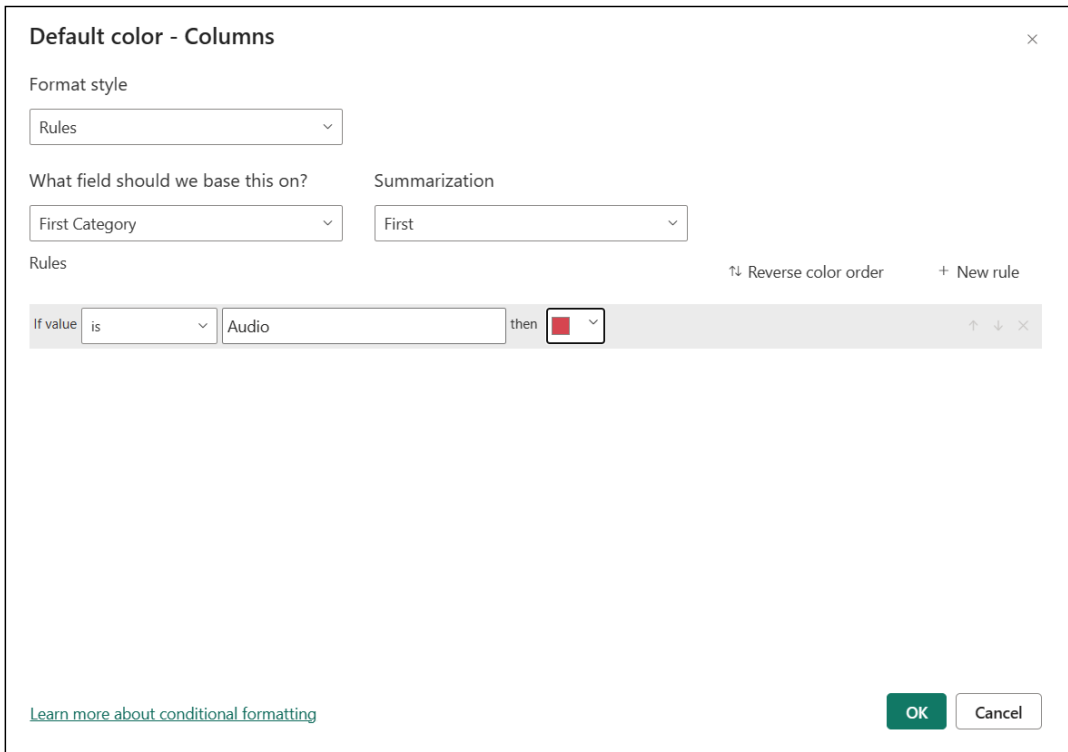 Default color - Columns
Format style
Rules
What field should we base this on? Summarization
First Category First
Rules
Reverse color order + New rule
If value is Audio then
Learn more about conditional formatting OK Cancel